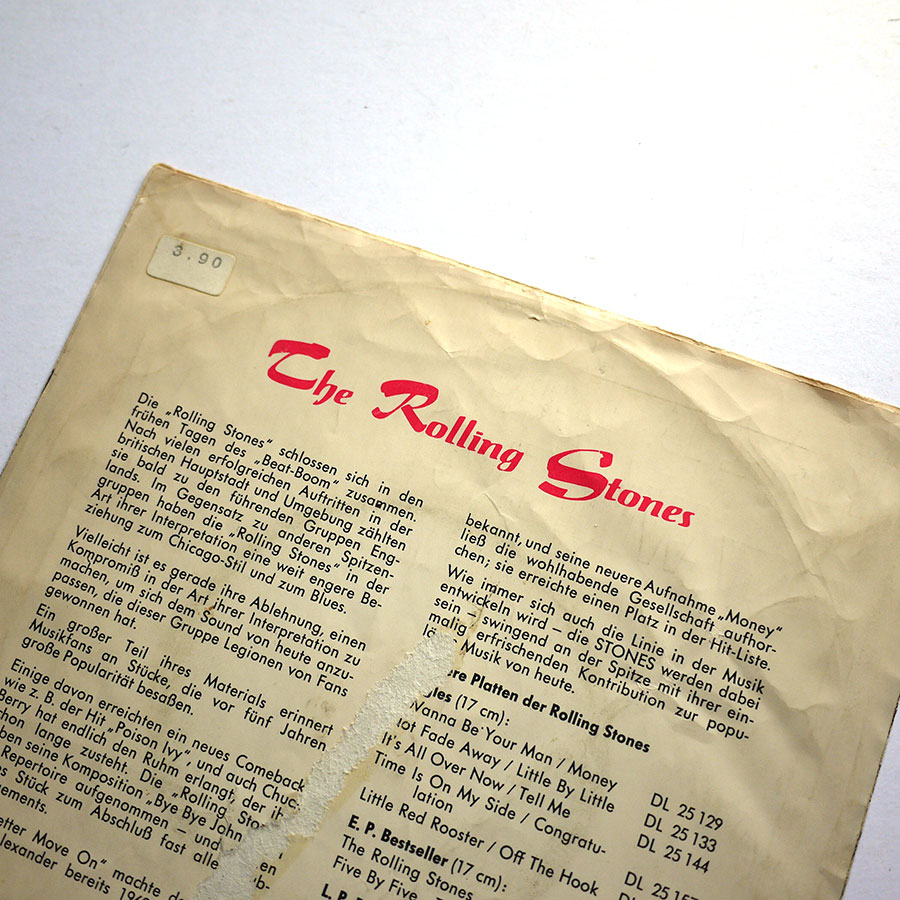 3.90
The Rolling Stones
Die „Rolling Stones" schlossen sich in den
frühen Tagen des „Beat-Boom" zusammen.
Nach vielen erfolgreichen Auftritten in der
britischen Hauptstadt und Umgebung zählten
sie bald zu den führenden Gruppen Eng-
lands. Im Gegensatz zu anderen Spitzen-
gruppen haben die „Rolling Stones" in der
Art ihrer Interpretation eine weit engere Be-
ziehung zum Chicago-Stil und zum Blues.
Vielleicht ist es gerade ihre Ablehnung, einen
Kompromiß in der Art ihrer Interpretation zu
machen, um sich dem Sound von heute anzu-
passen, die dieser Gruppe Legionen von Fans
gewonnen hat.
Ein großer Teil ihres Materials erinnert
Musikfans an Stücke, die vor fünf Jahren
große Popularität besaßen.
Einige davon erreichten ein neues Comeback
wie z. B. der Hit „Poison Ivy", und auch Chuc
Berry hat endlich den Ruhm erlangt, der ih
chon lange zusteht. Die „Rolling Sto
ben seine Komposition „Bye Bye John
Repertoire aufgenommen – und
s Stück zum Abschluß fast alle
ements.
etter Move On" machte de
lexander bereits 196
bekannt, und seine neuere Aufnahme „Money"
ließ die wohlhabende Gesellschaft aufhor-
chen; sie erreichte einen Platz in der Hit-Liste.
Wie immer sich auch die Linie in der Musik
entwickeln wird – die STONES werden dabei
sein – swingend an der Spitze mit ihrer ein-
malig erfrischenden Kontribution zur popu-
Musik von heute.
ere Platten der Rolling Stones
gles (17 cm):
Wanna Be Your Man / Money
ot Fade Away / Little By Little DL 25 129
It's All Over Now / Tell Me DL 25 133
Time Is On My Side / Congratu- DL 25 144
lation
Little Red Rooster / Off The Hook DL 25 157
E. P. Bestseller (17 cm):
The Rolling Stones
Five By Five
L. P.